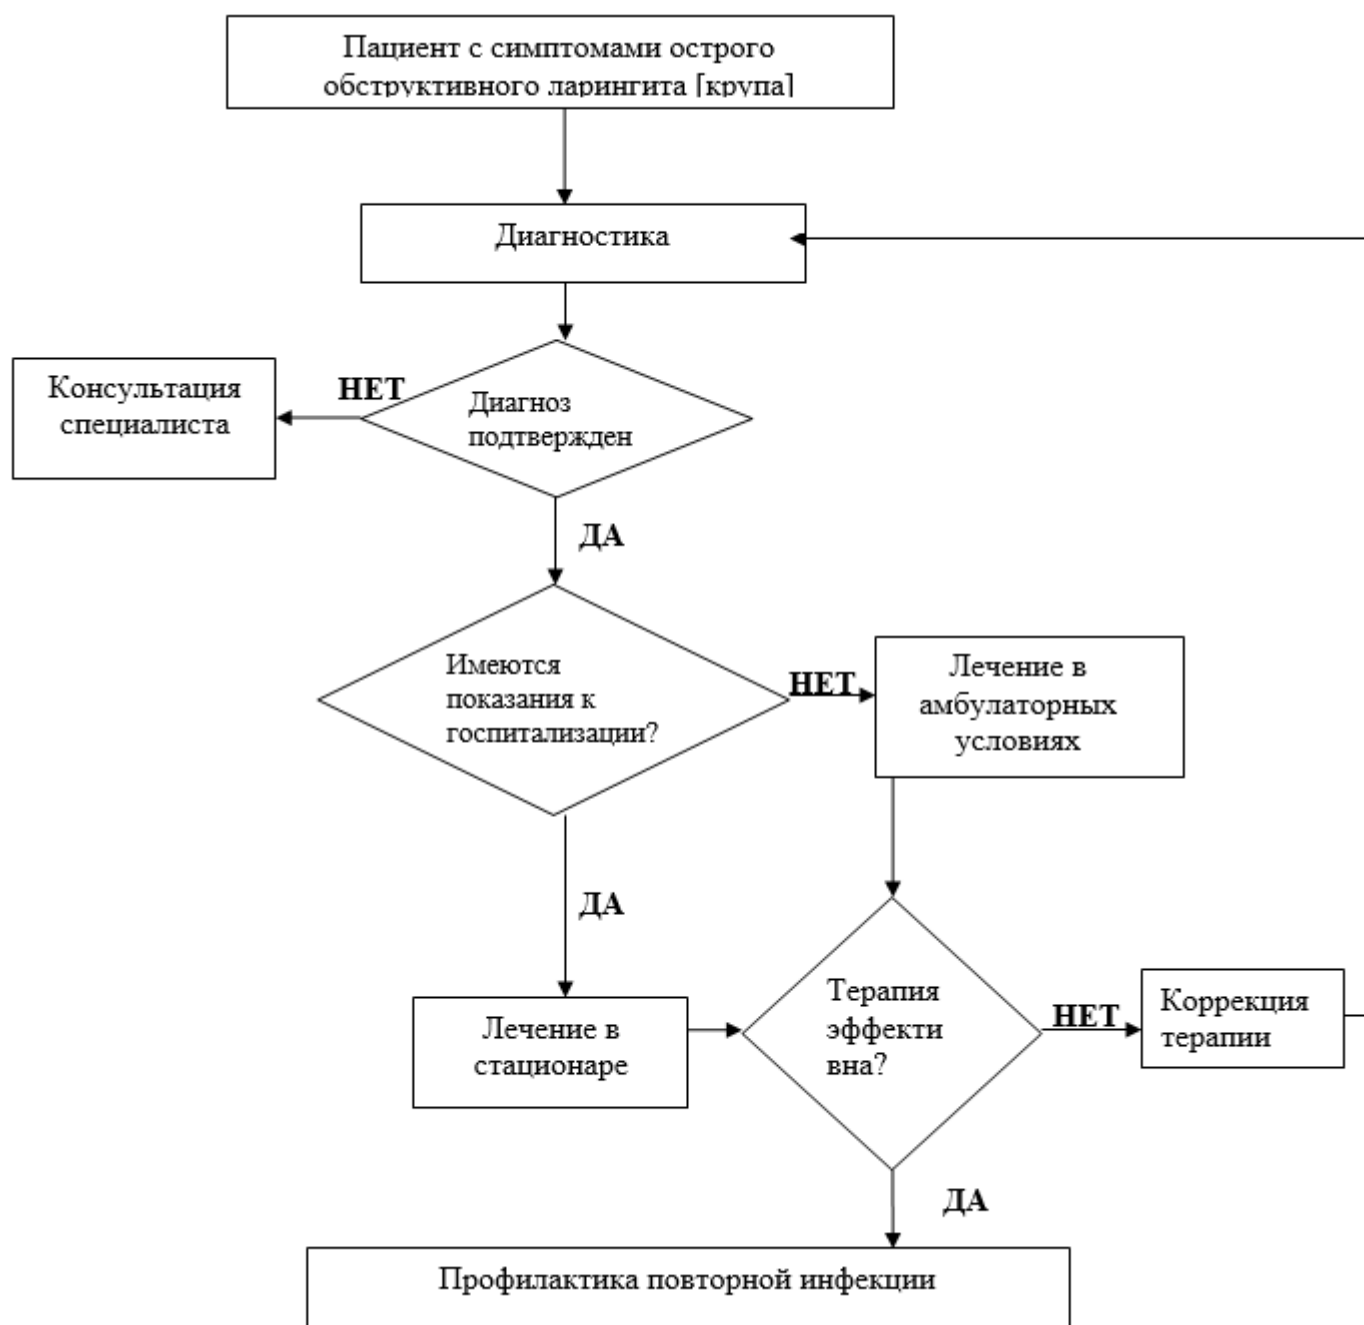 Пациент с симптомами острого
обструктивного ларингита [крупа]
Диагностика
Консультация
специалиста
НЕТ
Диагноз
подтвержден
ДА
Имеются
показания к
госпитализации?
НЕТ
Лечение в
амбулаторных
условиях
ДА
Лечение в
стационаре
Терапия
эффекти
вна?
НЕТ
Коррекция
терапии
ДА
Профилактика повторной инфекции